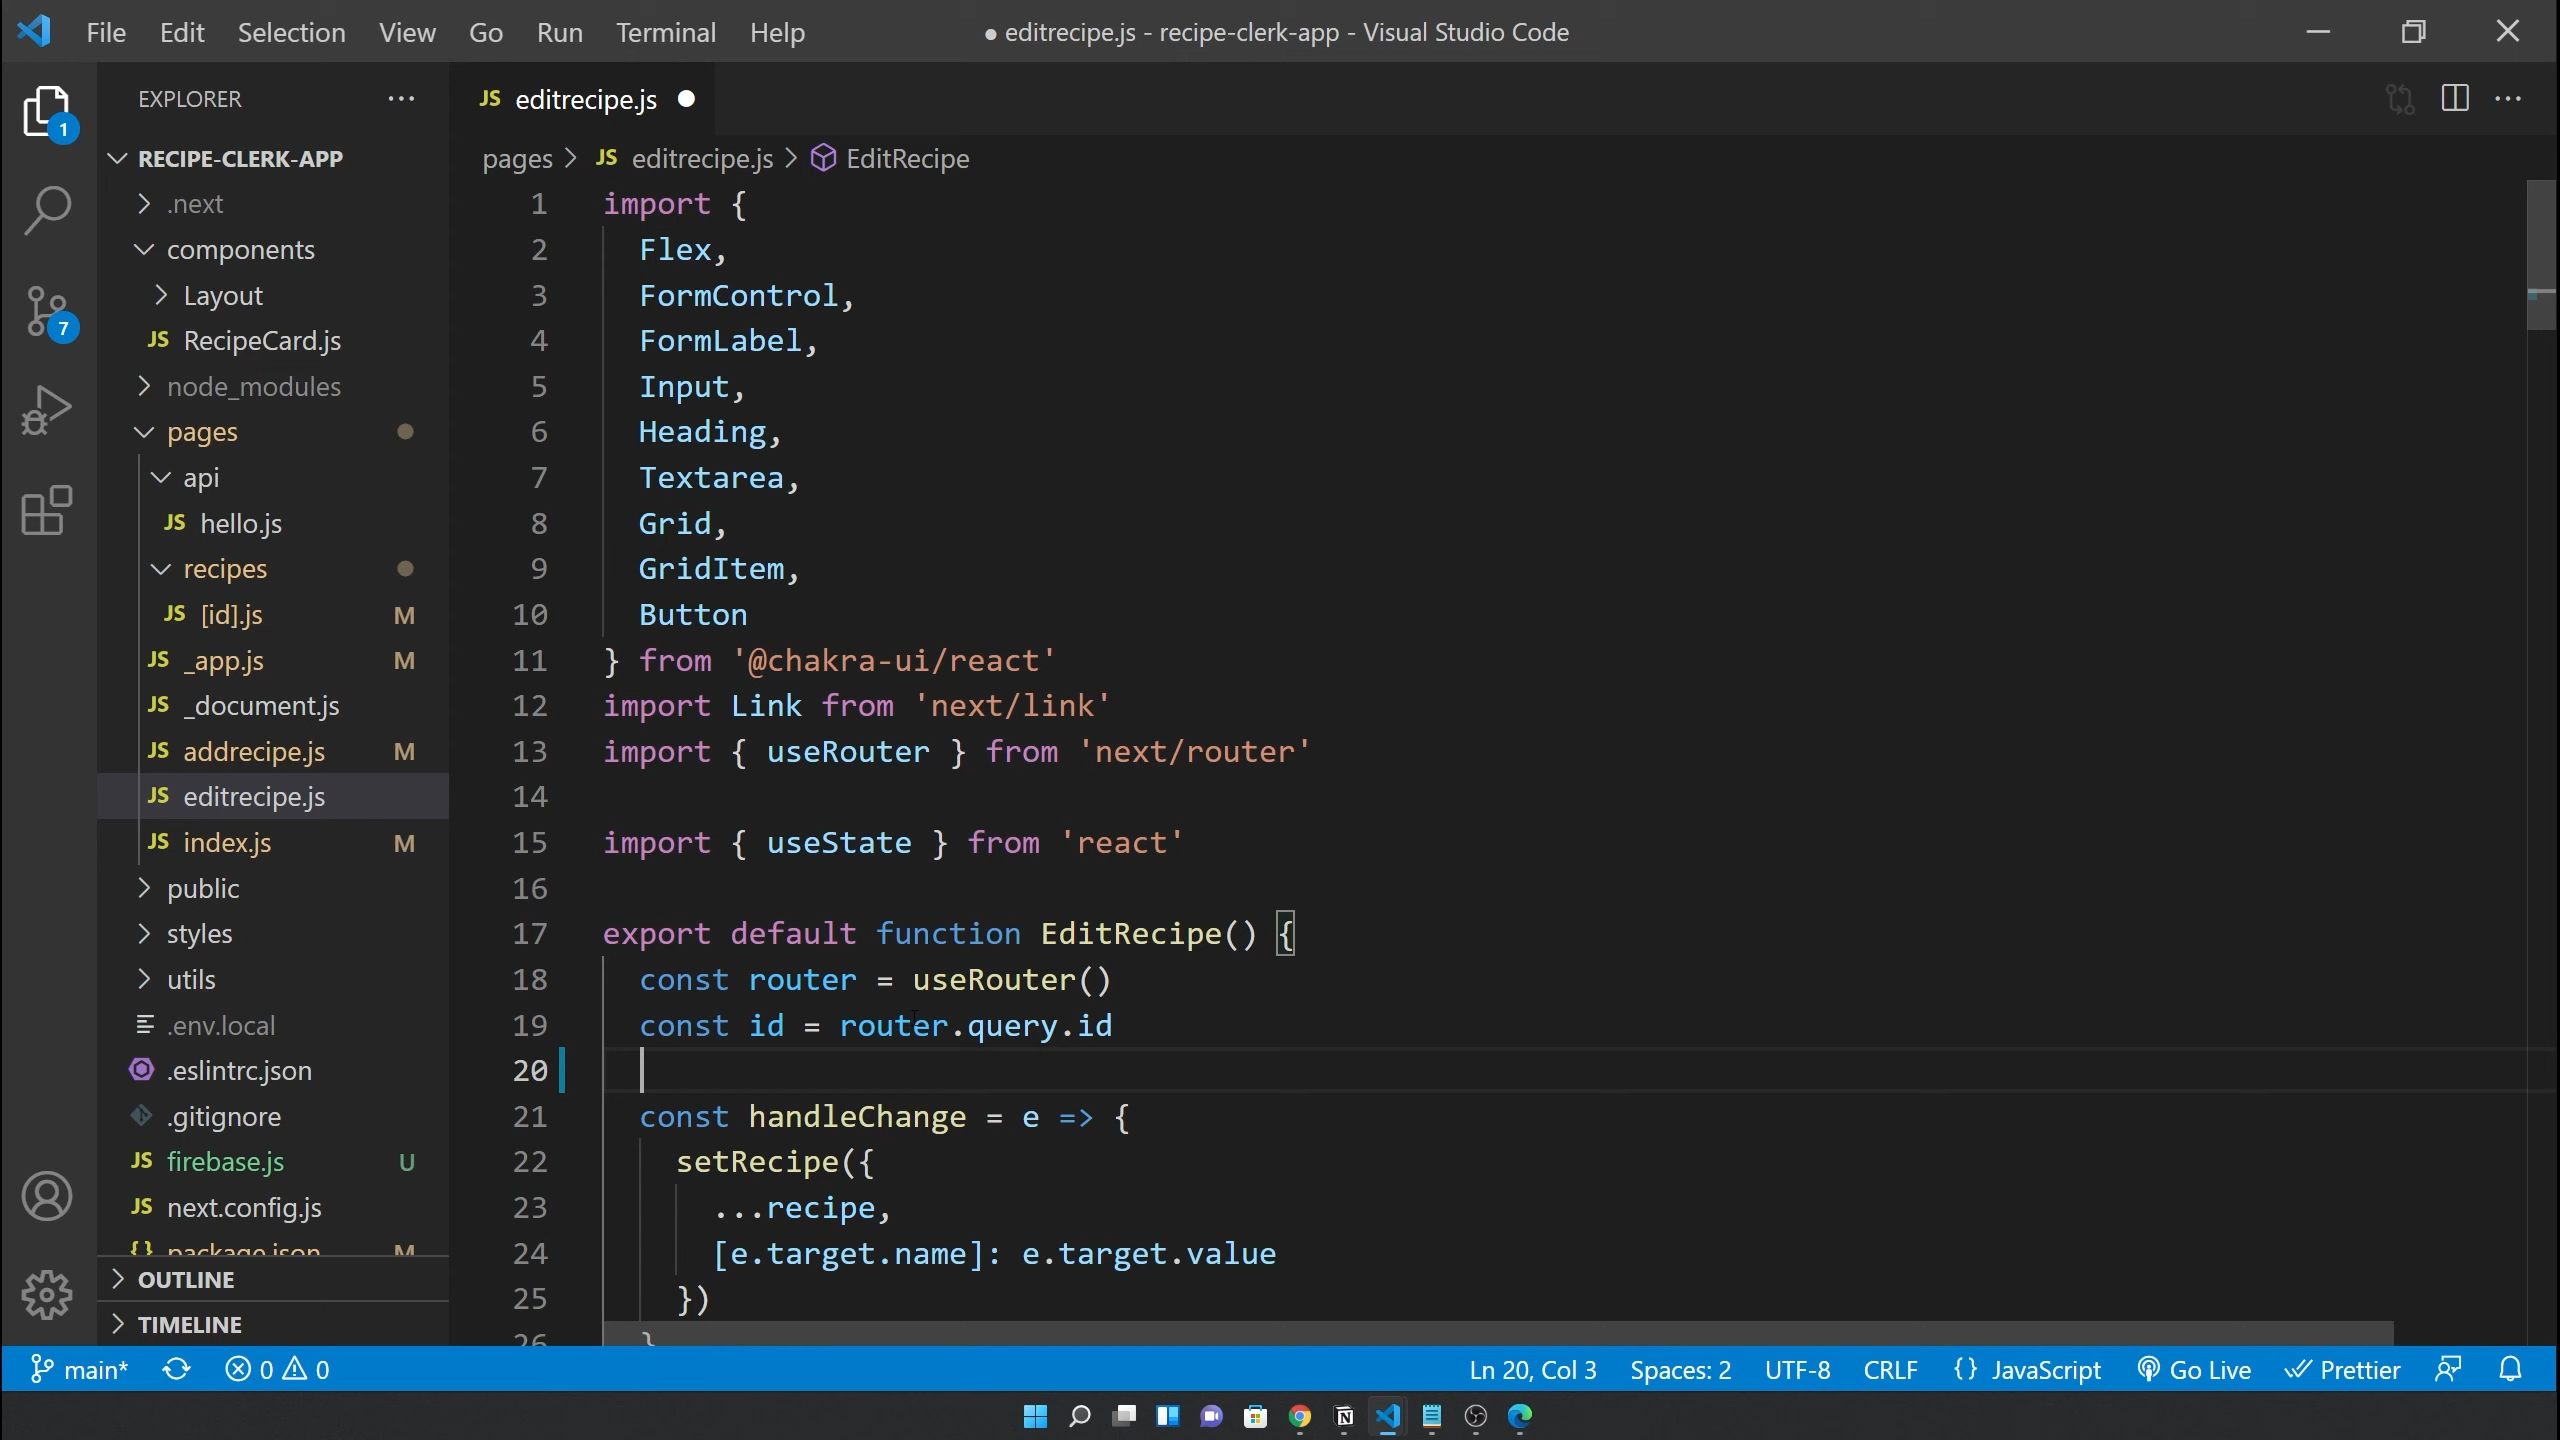 File Edit Selection View Go Run Terminal Help
● editrecipe.js - recipe-clerk-app - Visual Studio Code
EXPLORER
RECIPE-CLERK-APP
.next
components
Layout
JS RecipeCard.js
node_modules
pages
api
JS hello.js
recipes
JS [id].js M
JS _app.js M
JS _document.js
JS addrecipe.js M
JS editrecipe.js
JS index.js M
public
styles
utils
.env.local
.eslintrc.json
.gitignore
JS firebase.js U
JS next.config.js
{} package.json M
OUTLINE
TIMELINE
1
7
JS editrecipe.js
pages > JS editrecipe.js > EditRecipe
1 import {
2 Flex,
3 FormControl,
4 FormLabel,
5 Input,
6 Heading,
7 Textarea,
8 Grid,
9 GridItem,
10 Button
11 } from '@chakra-ui/react'
12 import Link from 'next/link'
13 import { useRouter } from 'next/router'
14
15 import { useState } from 'react'
16
17 export default function EditRecipe() {
18 const router = useRouter()
19 const id = router.query.id
20
21 const handleChange = e => {
22 setRecipe({
23 ...recipe,
24 [e.target.name]: e.target.value
25 })
26 }
main* 0 0 Ln 20, Col 3 Spaces: 2 UTF-8 CRLF {} JavaScript Go Live Prettier